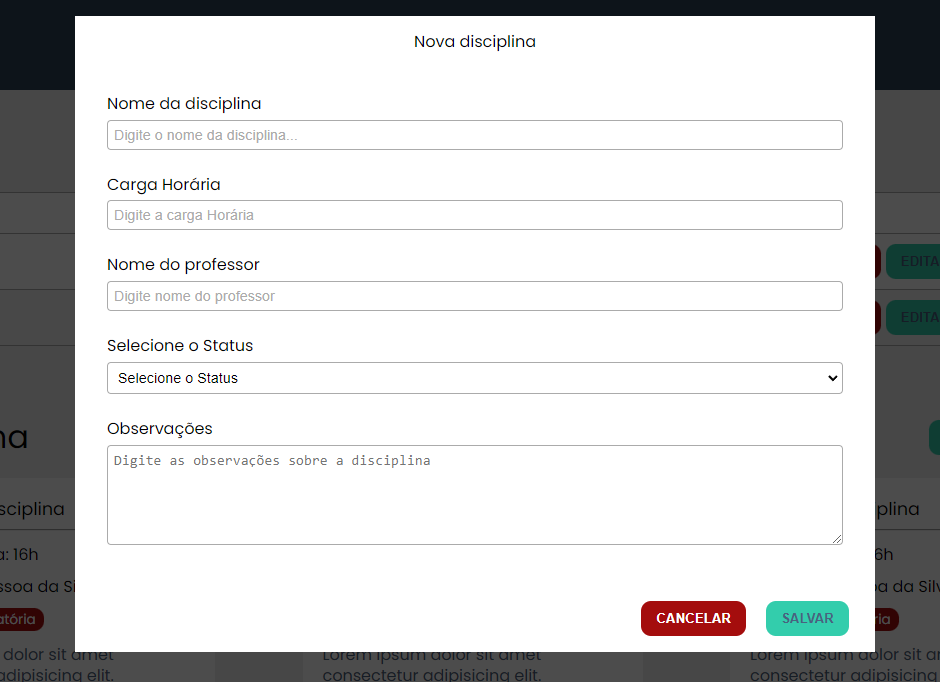 Nova disciplina
Nome da disciplina
Digite o nome da disciplina...
Carga Horária
Digite a carga Horária
Nome do professor
Digite nome do professor
EDITA
Selecione o Status
EDITA
Selecione o Status
Observações
na
Digite as observações sobre a disciplina
sciplina
iplina
a: 16h
6h
ssoa da Si
oa da Silv
atória
ria
CANCELAR
SALVAR
dolor sit amet
Lorem ipsum dolor sit amet
Lorem ipsum dolor sit a
adipisicing elit.
consectetur adipisicing elit.
consectetur adipisicing